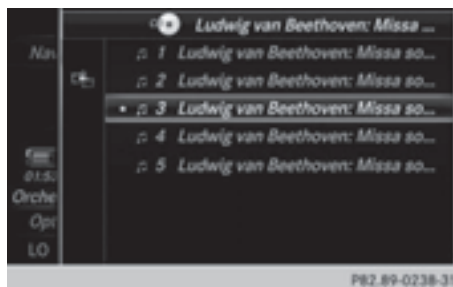 Ludwig van Beethoven: Missa ...
Nav
1 Ludwig van Beethoven: Missa so...
2 Ludwig van Beethoven: Missa so...
3 Ludwig van Beethoven: Missa so...
4 Ludwig van Beethoven: Missa so...
5 Ludwig van Beethoven: Missa so...
Orche
Opt
LO
P82.89-0238-31